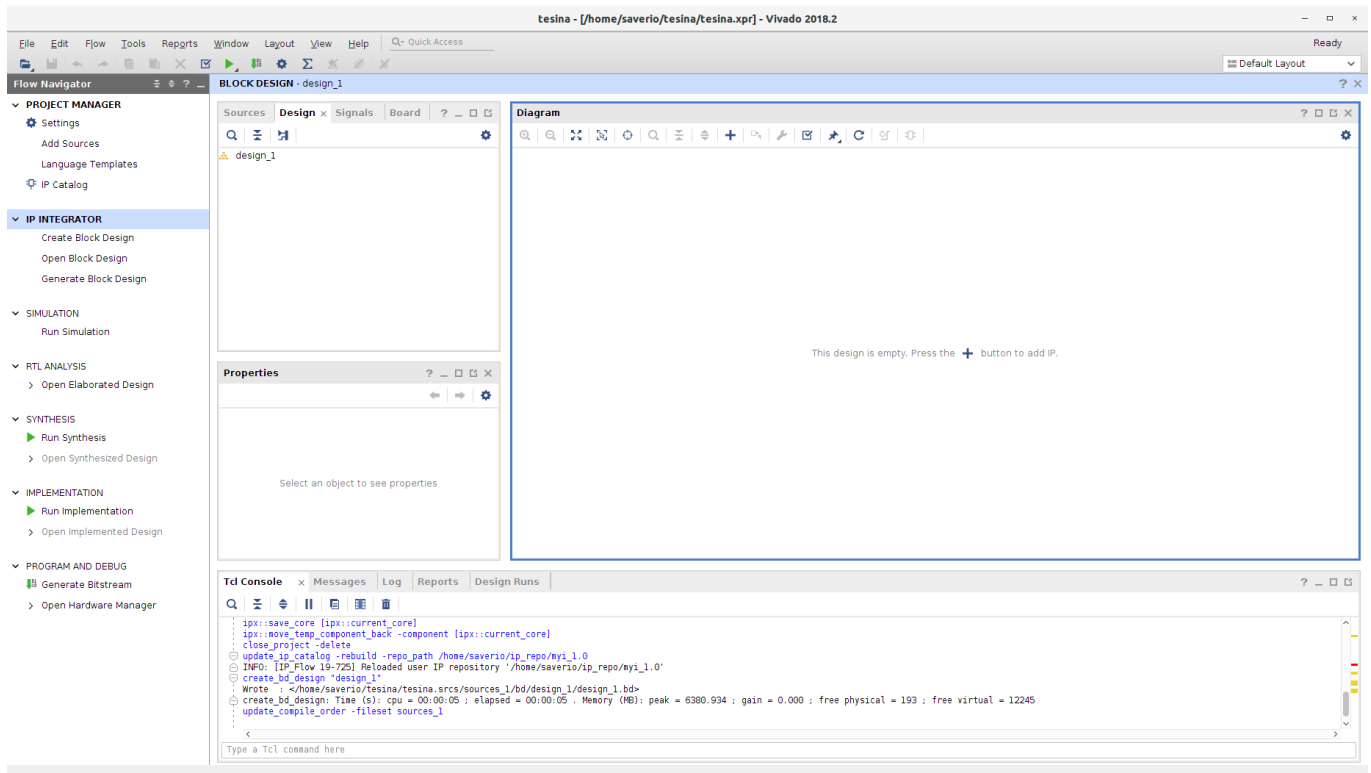 tesina - [/home/saverio/tesina/tesina.xpr] - Vivado 2018.2
File Edit Flow Tools Reports Window Layout View Help Quick Access Ready
Default Layout
Flow Navigator
PROJECT MANAGER
Settings
Add Sources
Language Templates
IP Catalog
IP INTEGRATOR
Create Block Design
Open Block Design
Generate Block Design
SIMULATION
Run Simulation
RTL ANALYSIS
Open Elaborated Design
SYNTHESIS
Run Synthesis
Open Synthesized Design
IMPLEMENTATION
Run Implementation
Open Implemented Design
PROGRAM AND DEBUG
Generate Bitstream
Open Hardware Manager
BLOCK DESIGN - design_1
Sources Design Signals Board
design_1
Properties
Select an object to see properties
Diagram
This design is empty. Press the + button to add IP.
Tcl Console Messages Log Reports Design Runs
ipx::save_core [ipx::current_core]
ipx::move_temp_component_back -component [ipx::current_core]
close_project -delete
update_ip_catalog -rebuild -repo_path /home/saverio/ip_repo/myi_1.0
INFO: [IP_Flow 19-725] Reloaded user IP repository '/home/saverio/ip_repo/myi_1.0'
create_bd_design "design_1"
Wrote : </home/saverio/tesina/tesina.srcs/sources_1/bd/design_1/design_1.bd>
create_bd_design: Time (s): cpu = 00:00:05 ; elapsed = 00:00:05 . Memory (MB): peak = 6380.934 ; gain = 0.000 ; free physical = 193 ; free virtual = 12245
update_compile_order -fileset sources_1
Type a Tcl command here